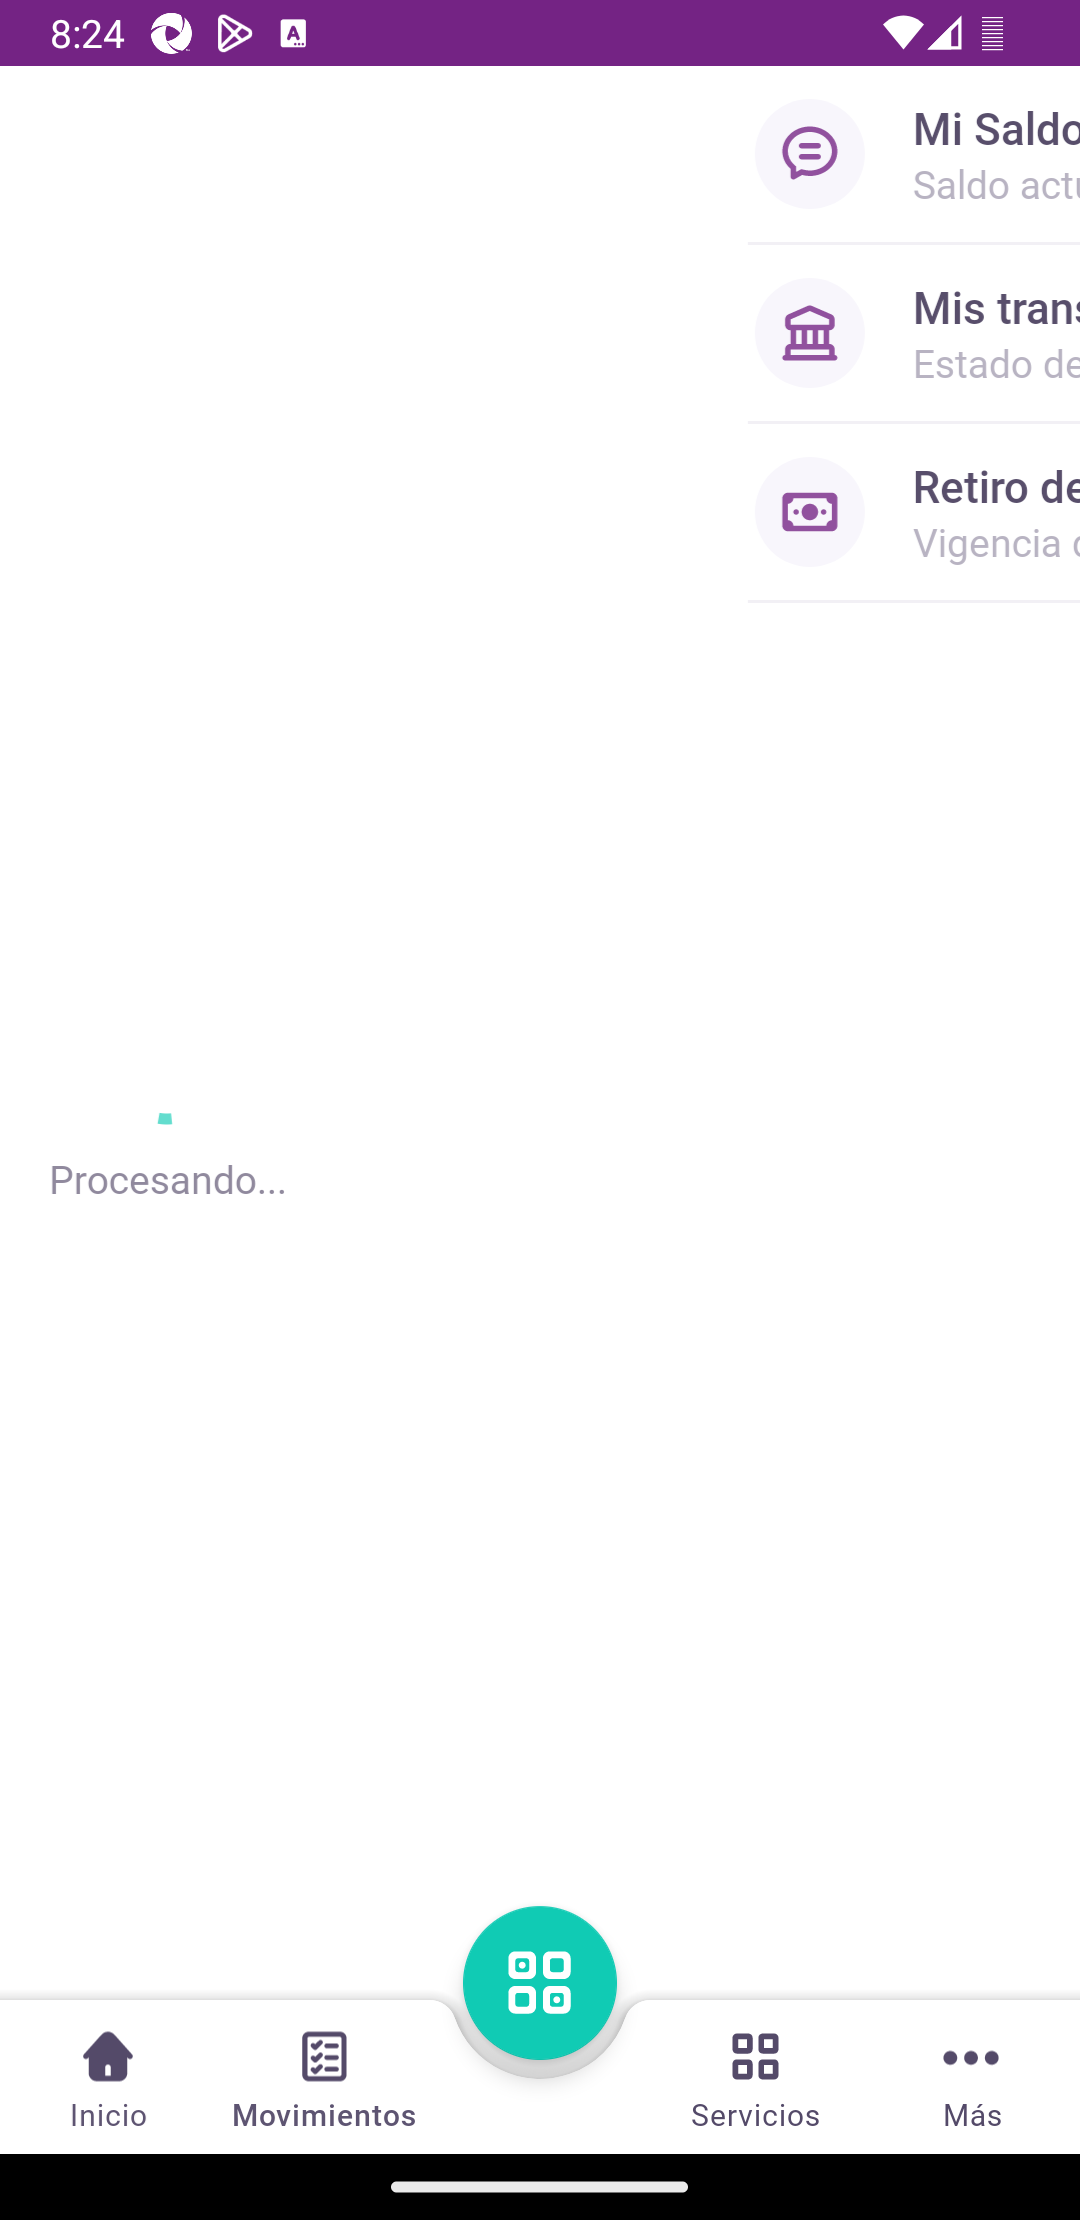 8:24
Mi Saldo
Saldo actu
Mis trans
Estado de
Retiro de
Vigencia
Procesando...
Inicio
Movimientos
Servicios
Más